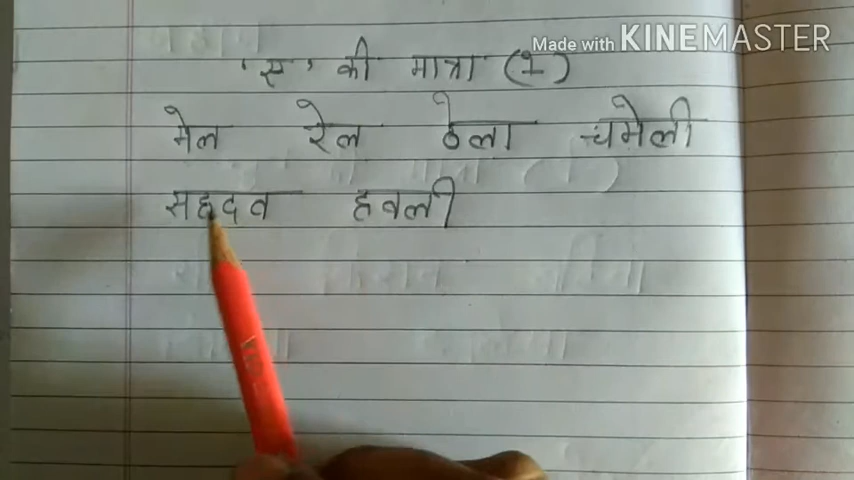 Made with KINEMASTER
'ए' की मात्रा (े)
मेल रेल ठेला चमेली
सहदव हवली